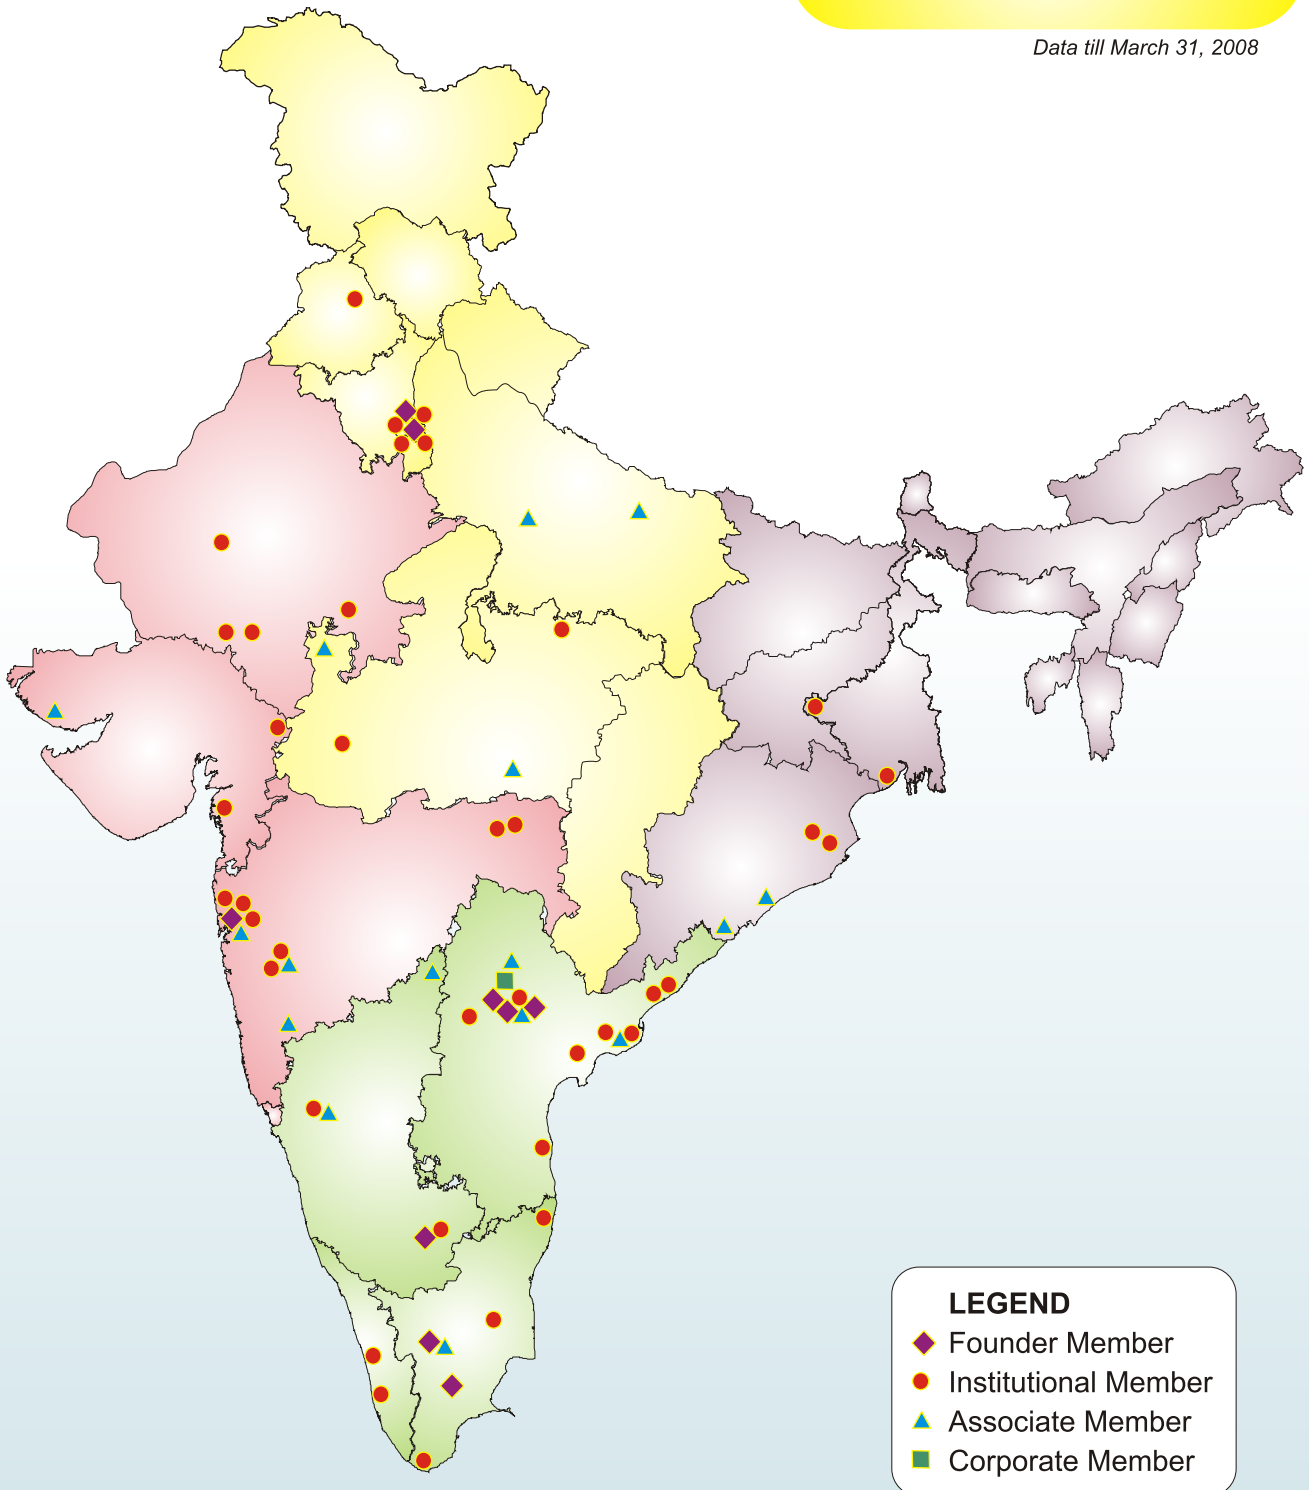 Data till March 31, 2008
LEGEND
Founder Member
Institutional Member
Associate Member
Corporate Member